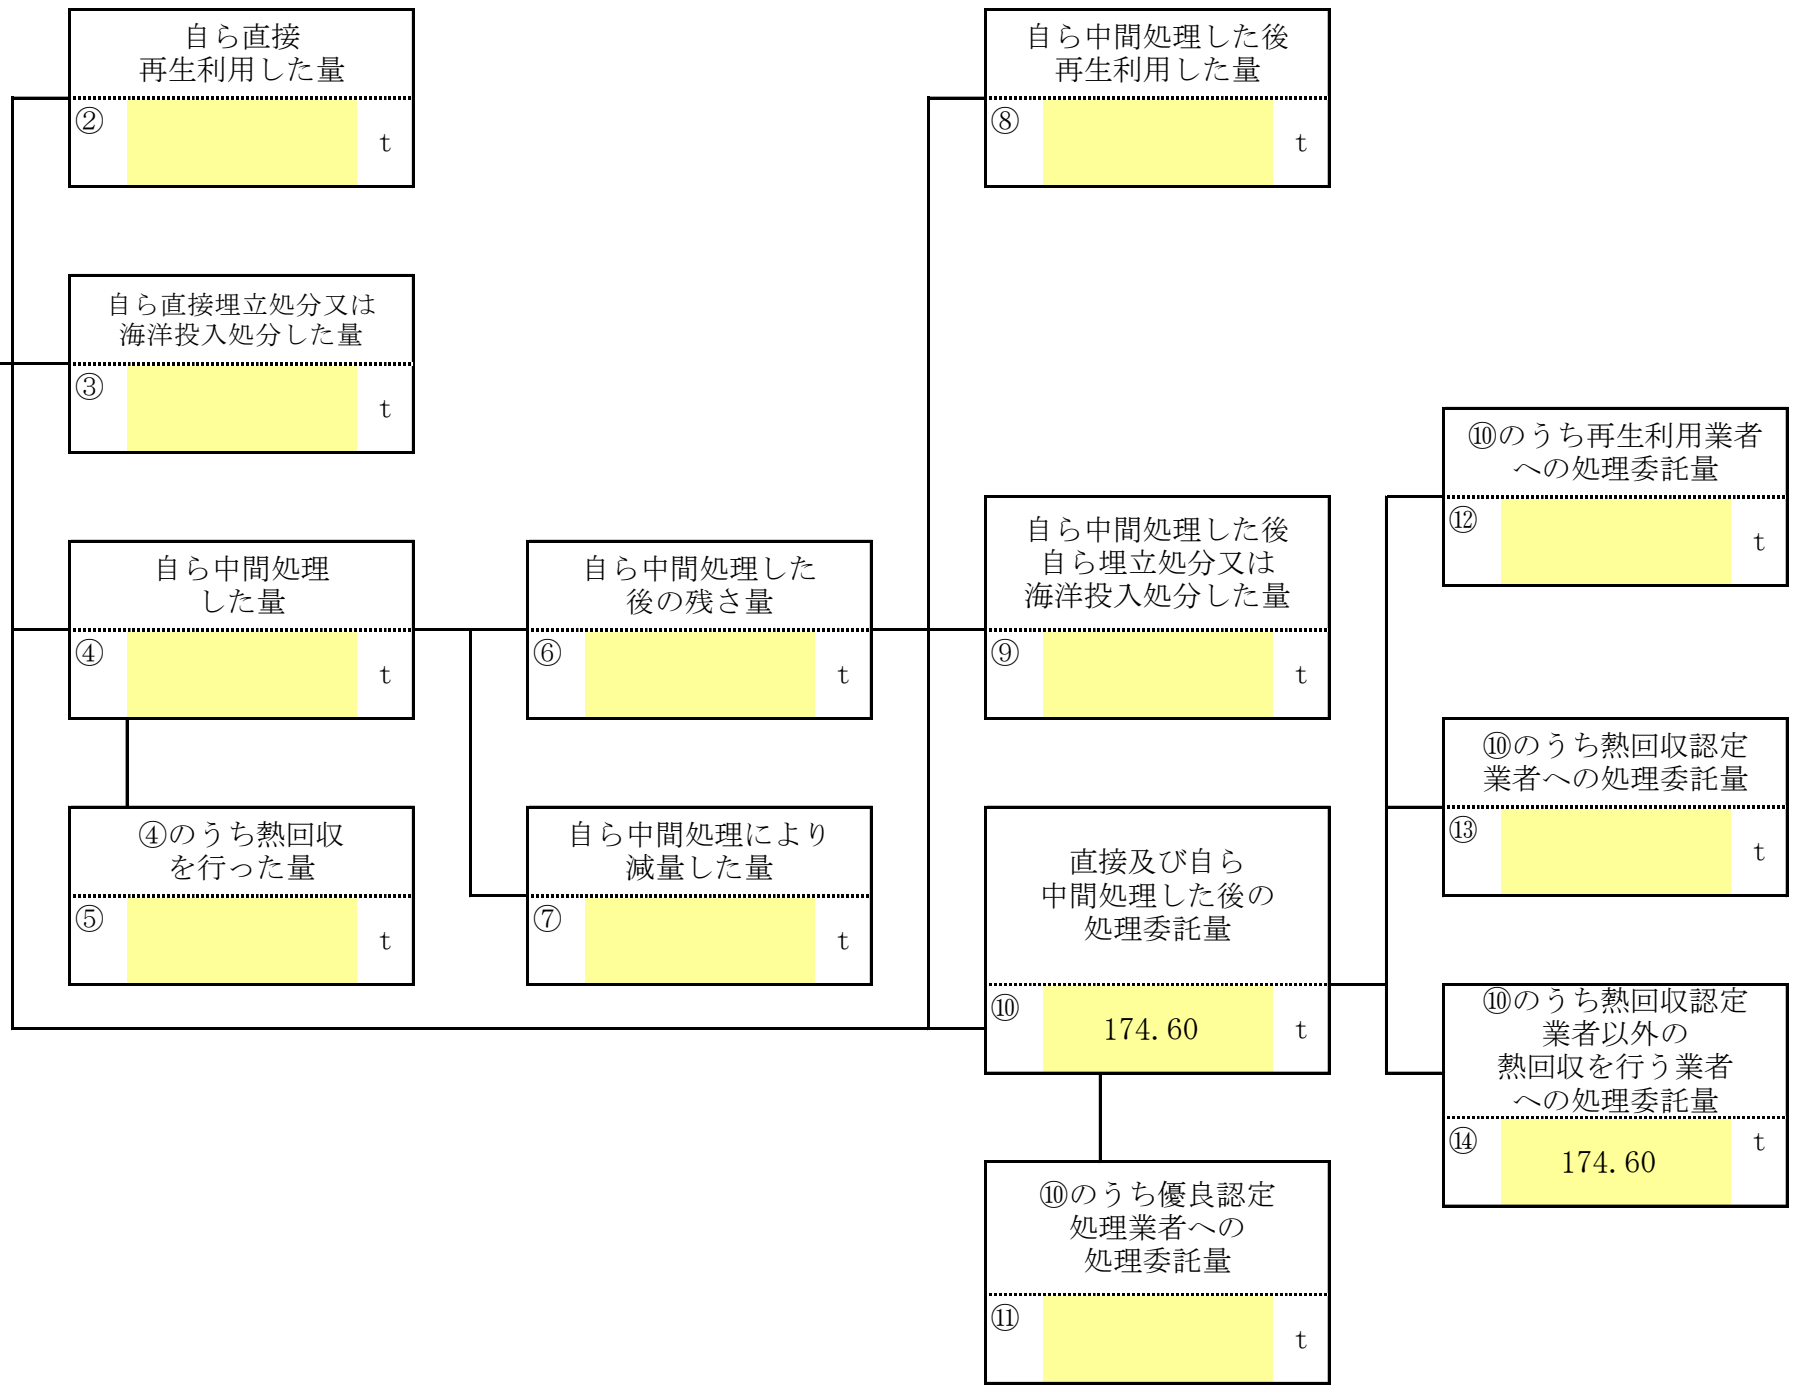 自ら直接
再生利用した量
②
t
自ら直接埋立処分又は
海洋投入処分した量
③
t
自ら中間処理
した量
④
t
④のうち熱回収
を行った量
⑤
t
自ら中間処理した
後の残さ量
⑥
t
自ら中間処理により
減量した量
⑦
t
自ら中間処理した後
再生利用した量
⑧
t
自ら中間処理した後
自ら埋立処分又は
海洋投入処分した量
⑨
t
直接及び自ら
中間処理した後の
処理委託量
⑩ 174.60 t
⑩のうち優良認定
処理業者への
処理委託量
⑪
t
⑩のうち再生利用業者
への処理委託量
⑫
t
⑩のうち熱回収認定
業者への処理委託量
⑬
t
⑩のうち熱回収認定
業者以外の
熱回収を行う業者
への処理委託量
⑭ 174.60 t